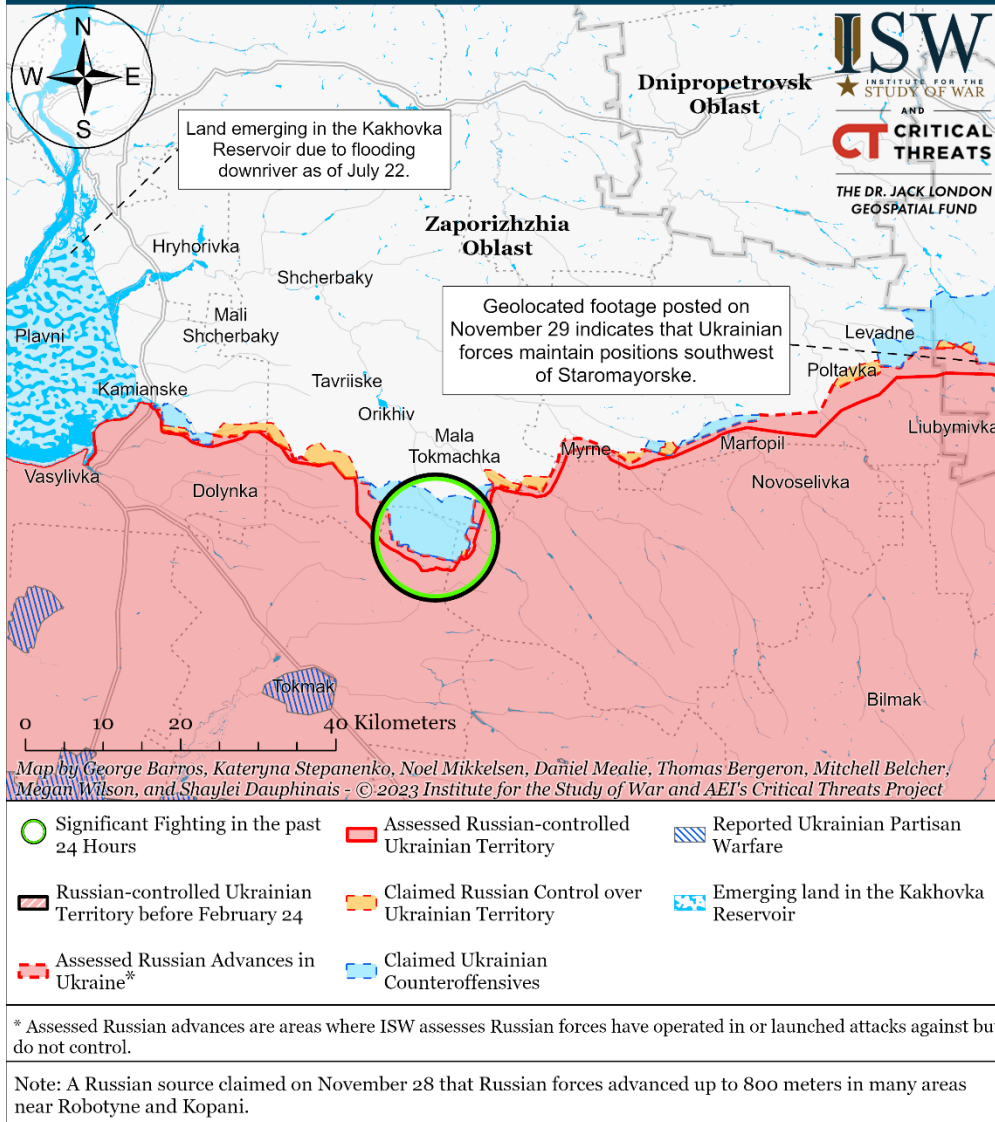 N
W E
S
ISW
INSTITUTE FOR THE
STUDY OF WAR
AND
CT CRITICAL
THREATS
THE DR. JACK LONDON
GEOSPATIAL FUND
Dnipropetrovsk
Oblast
Land emerging in the Kakhovka
Reservoir due to flooding
downriver as of July 22.
Zaporizhzhia
Oblast
Hryhorivka
Shcherbaky
Mali
Shcherbaky
Geolocated footage posted on
November 29 indicates that Ukrainian
forces maintain positions southwest
of Staromayorske.
Plavni
Levadne
Poltavka
Kamianske
Tavriiske
Orikhiv
Mala
Tokmachka
Myrne
Marfopil
Liubymivka
Vasylivka
Dolynka
Novoselivka
Tokmak
Bilmak
0 10 20 40 Kilometers
Map by George Barros, Kateryna Stepanenko, Noel Mikkelsen, Daniel Mealie, Thomas Bergeron, Mitchell Belcher,
Megan Wilson, and Shaylei Dauphinais - © 2023 Institute for the Study of War and AEI's Critical Threats Project
Significant Fighting in the past
24 Hours
Assessed Russian-controlled
Ukrainian Territory
Reported Ukrainian Partisan
Warfare
Russian-controlled Ukrainian
Territory before February 24
Claimed Russian Control over
Ukrainian Territory
Emerging land in the Kakhovka
Reservoir
Assessed Russian Advances in
Ukraine*
Claimed Ukrainian
Counteroffensives
* Assessed Russian advances are areas where ISW assesses Russian forces have operated in or launched attacks against but
do not control.
Note: A Russian source claimed on November 28 that Russian forces advanced up to 800 meters in many areas
near Robotyne and Kopani.